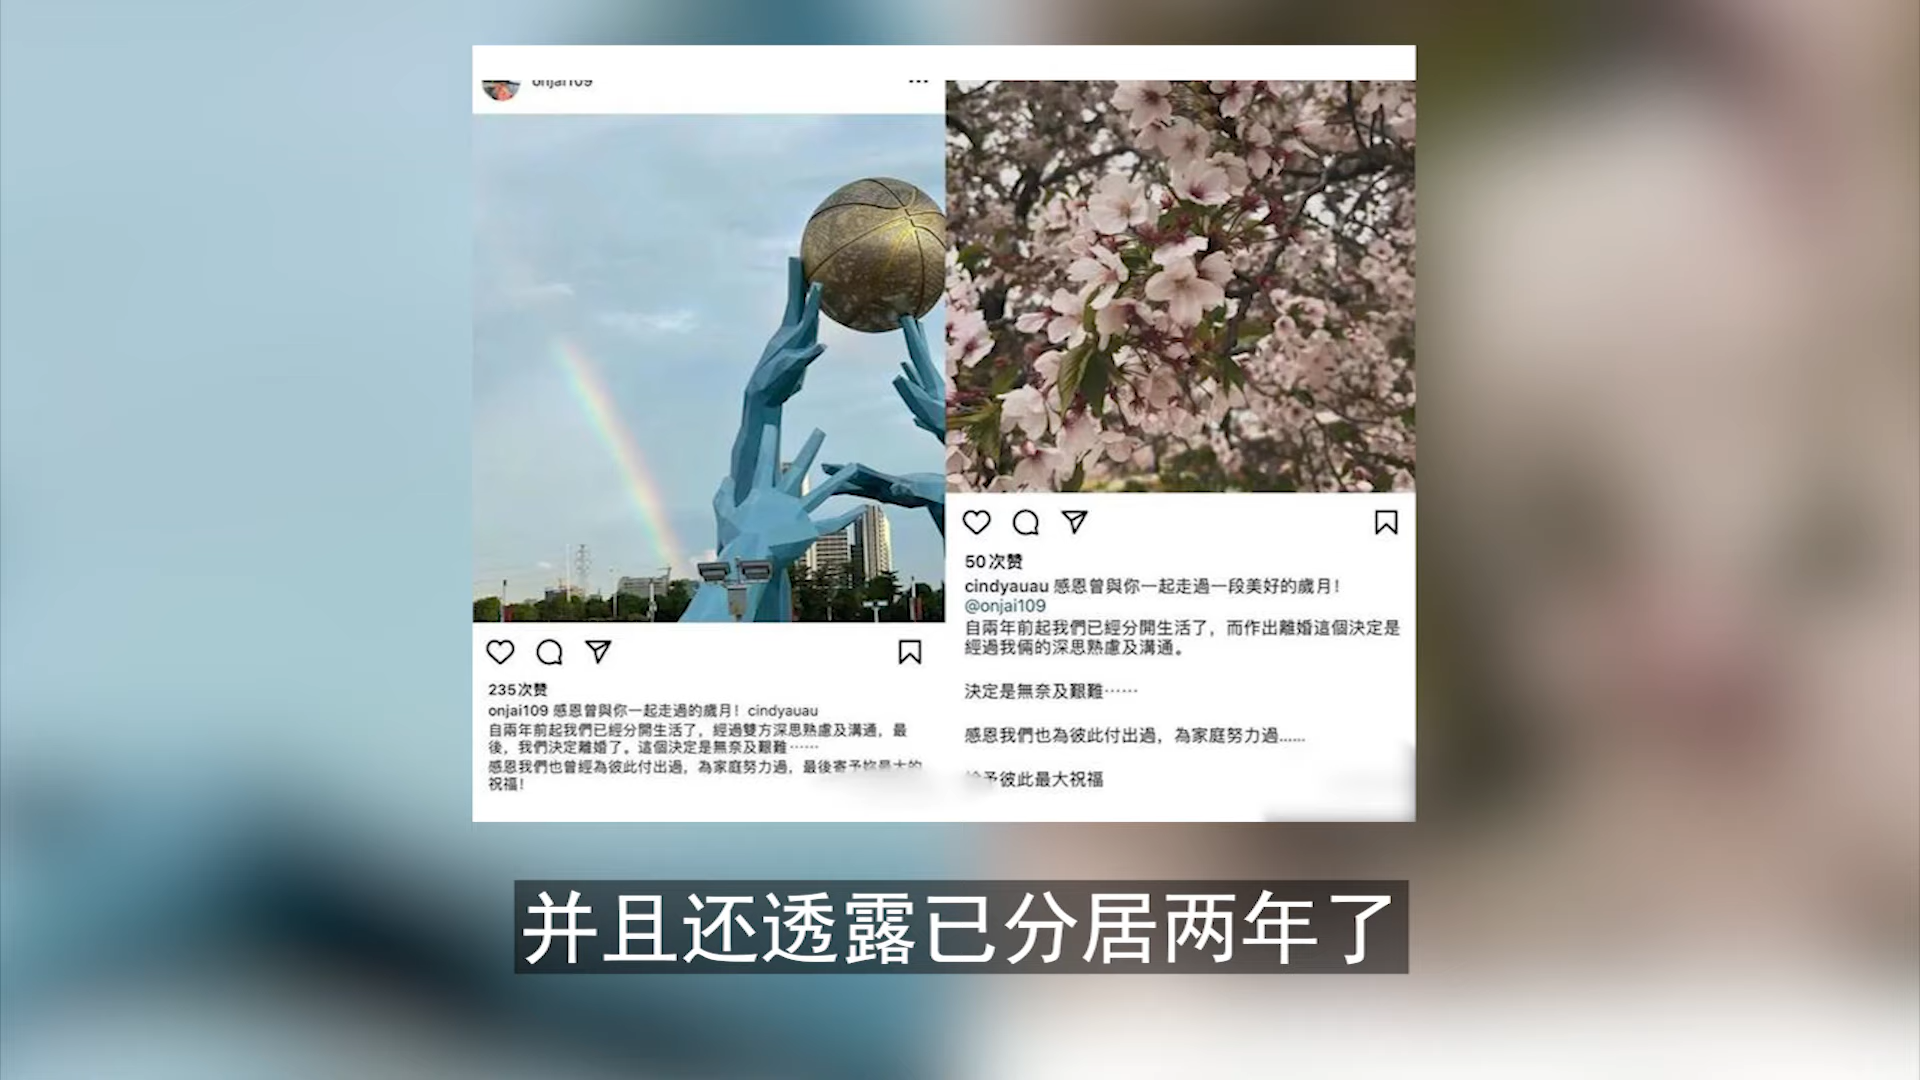 onjai109
235次赞
onjai109 感恩曾與你一起走過的歲月！cindyauau
自兩年前起我們已經分開生活了，經過雙方深思熟慮及溝通，最
後，我們決定離婚了。這個決定是無奈及艱難……
感恩我們也曾經為彼此付出過，為家庭努力過，最後寄予妳最大的
祝福！
50次赞
cindyauau 感恩曾與你一起走過一段美好的歲月！
@onjai109
自兩年前起我們已經分開生活了，而作出離婚這個決定是
經過我倆的深思熟慮及溝通。
決定是無奈及艱難……
感恩我們也為彼此付出過，為家庭努力過......
予彼此最大祝福
并且还透露已分居两年了